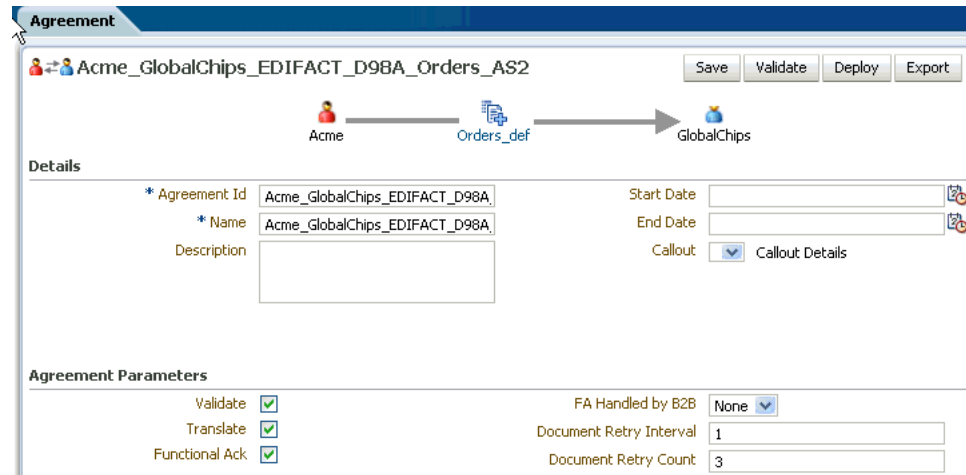 Agreement
Acme_GlobalChips_EDIFACT_D98A_Orders_AS2
Save Validate Deploy Export
Acme Orders_def GlobalChips
Details
* Agreement Id Acme_GlobalChips_EDIFACT_D98A_ Start Date
* Name Acme_GlobalChips_EDIFACT_D98A_ End Date
Description Callout Callout Details
Agreement Parameters
Validate FA Handled by B2B None
Translate Document Retry Interval 1
Functional Ack Document Retry Count 3